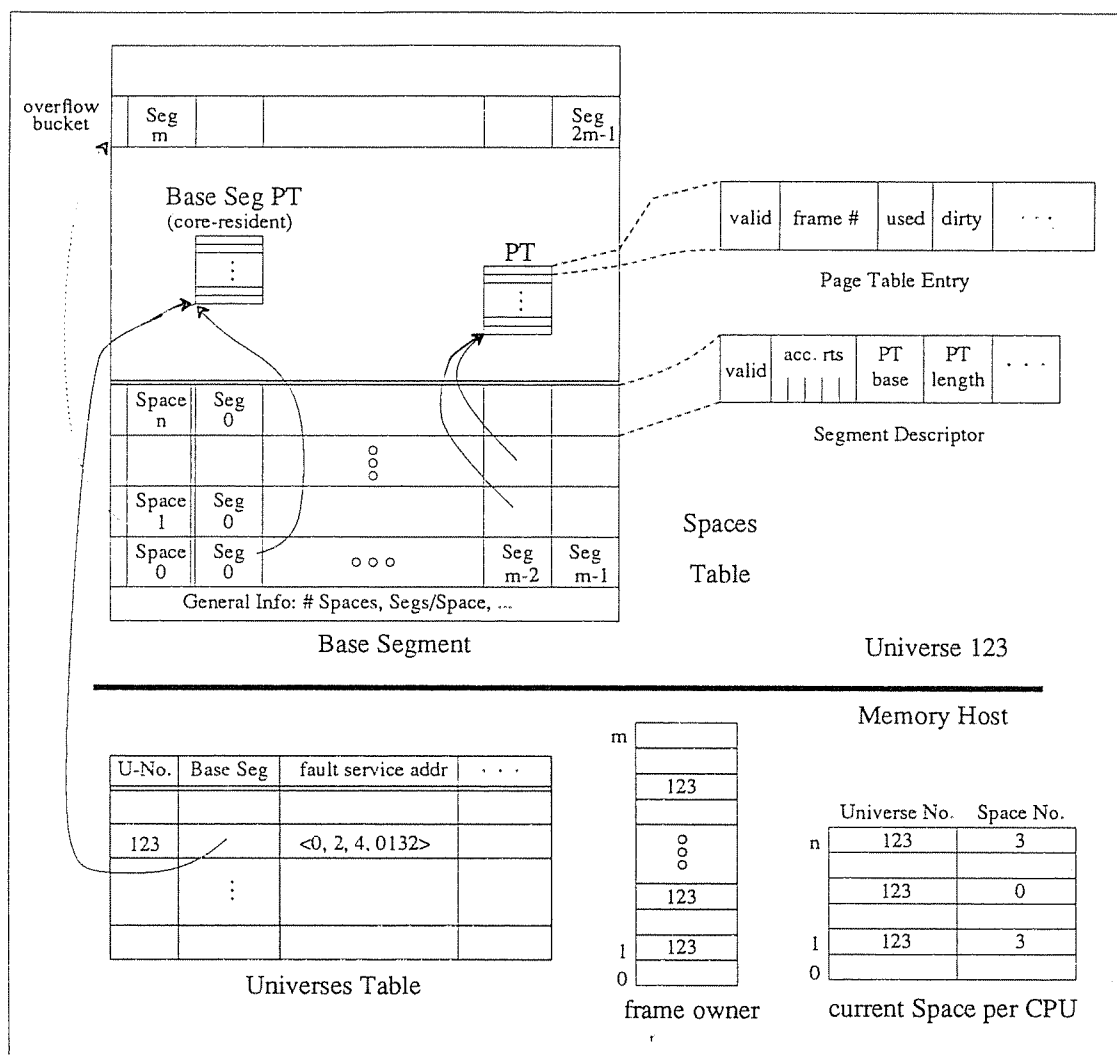 overflow
bucket
Seg
m
Seg
2m-1
Base Seg PT
(core-resident)
PT
valid frame # used dirty . . .
Page Table Entry
valid acc. rts PT base PT length . . .
Segment Descriptor
Space
n
Seg
0
Space
1
Seg
0
Space
0
Seg
0
Seg
m-2
Seg
m-1
General Info: # Spaces, Segs/Space, ...
Base Segment
Spaces
Table
Universe 123
Memory Host
U-No. Base Seg fault service addr . . .
123 <0, 2, 4, 0132>
Universes Table
m
123
123
1 123
0
frame owner
Universe No. Space No.
n 123 3
123 0
1 123 3
0
current Space per CPU